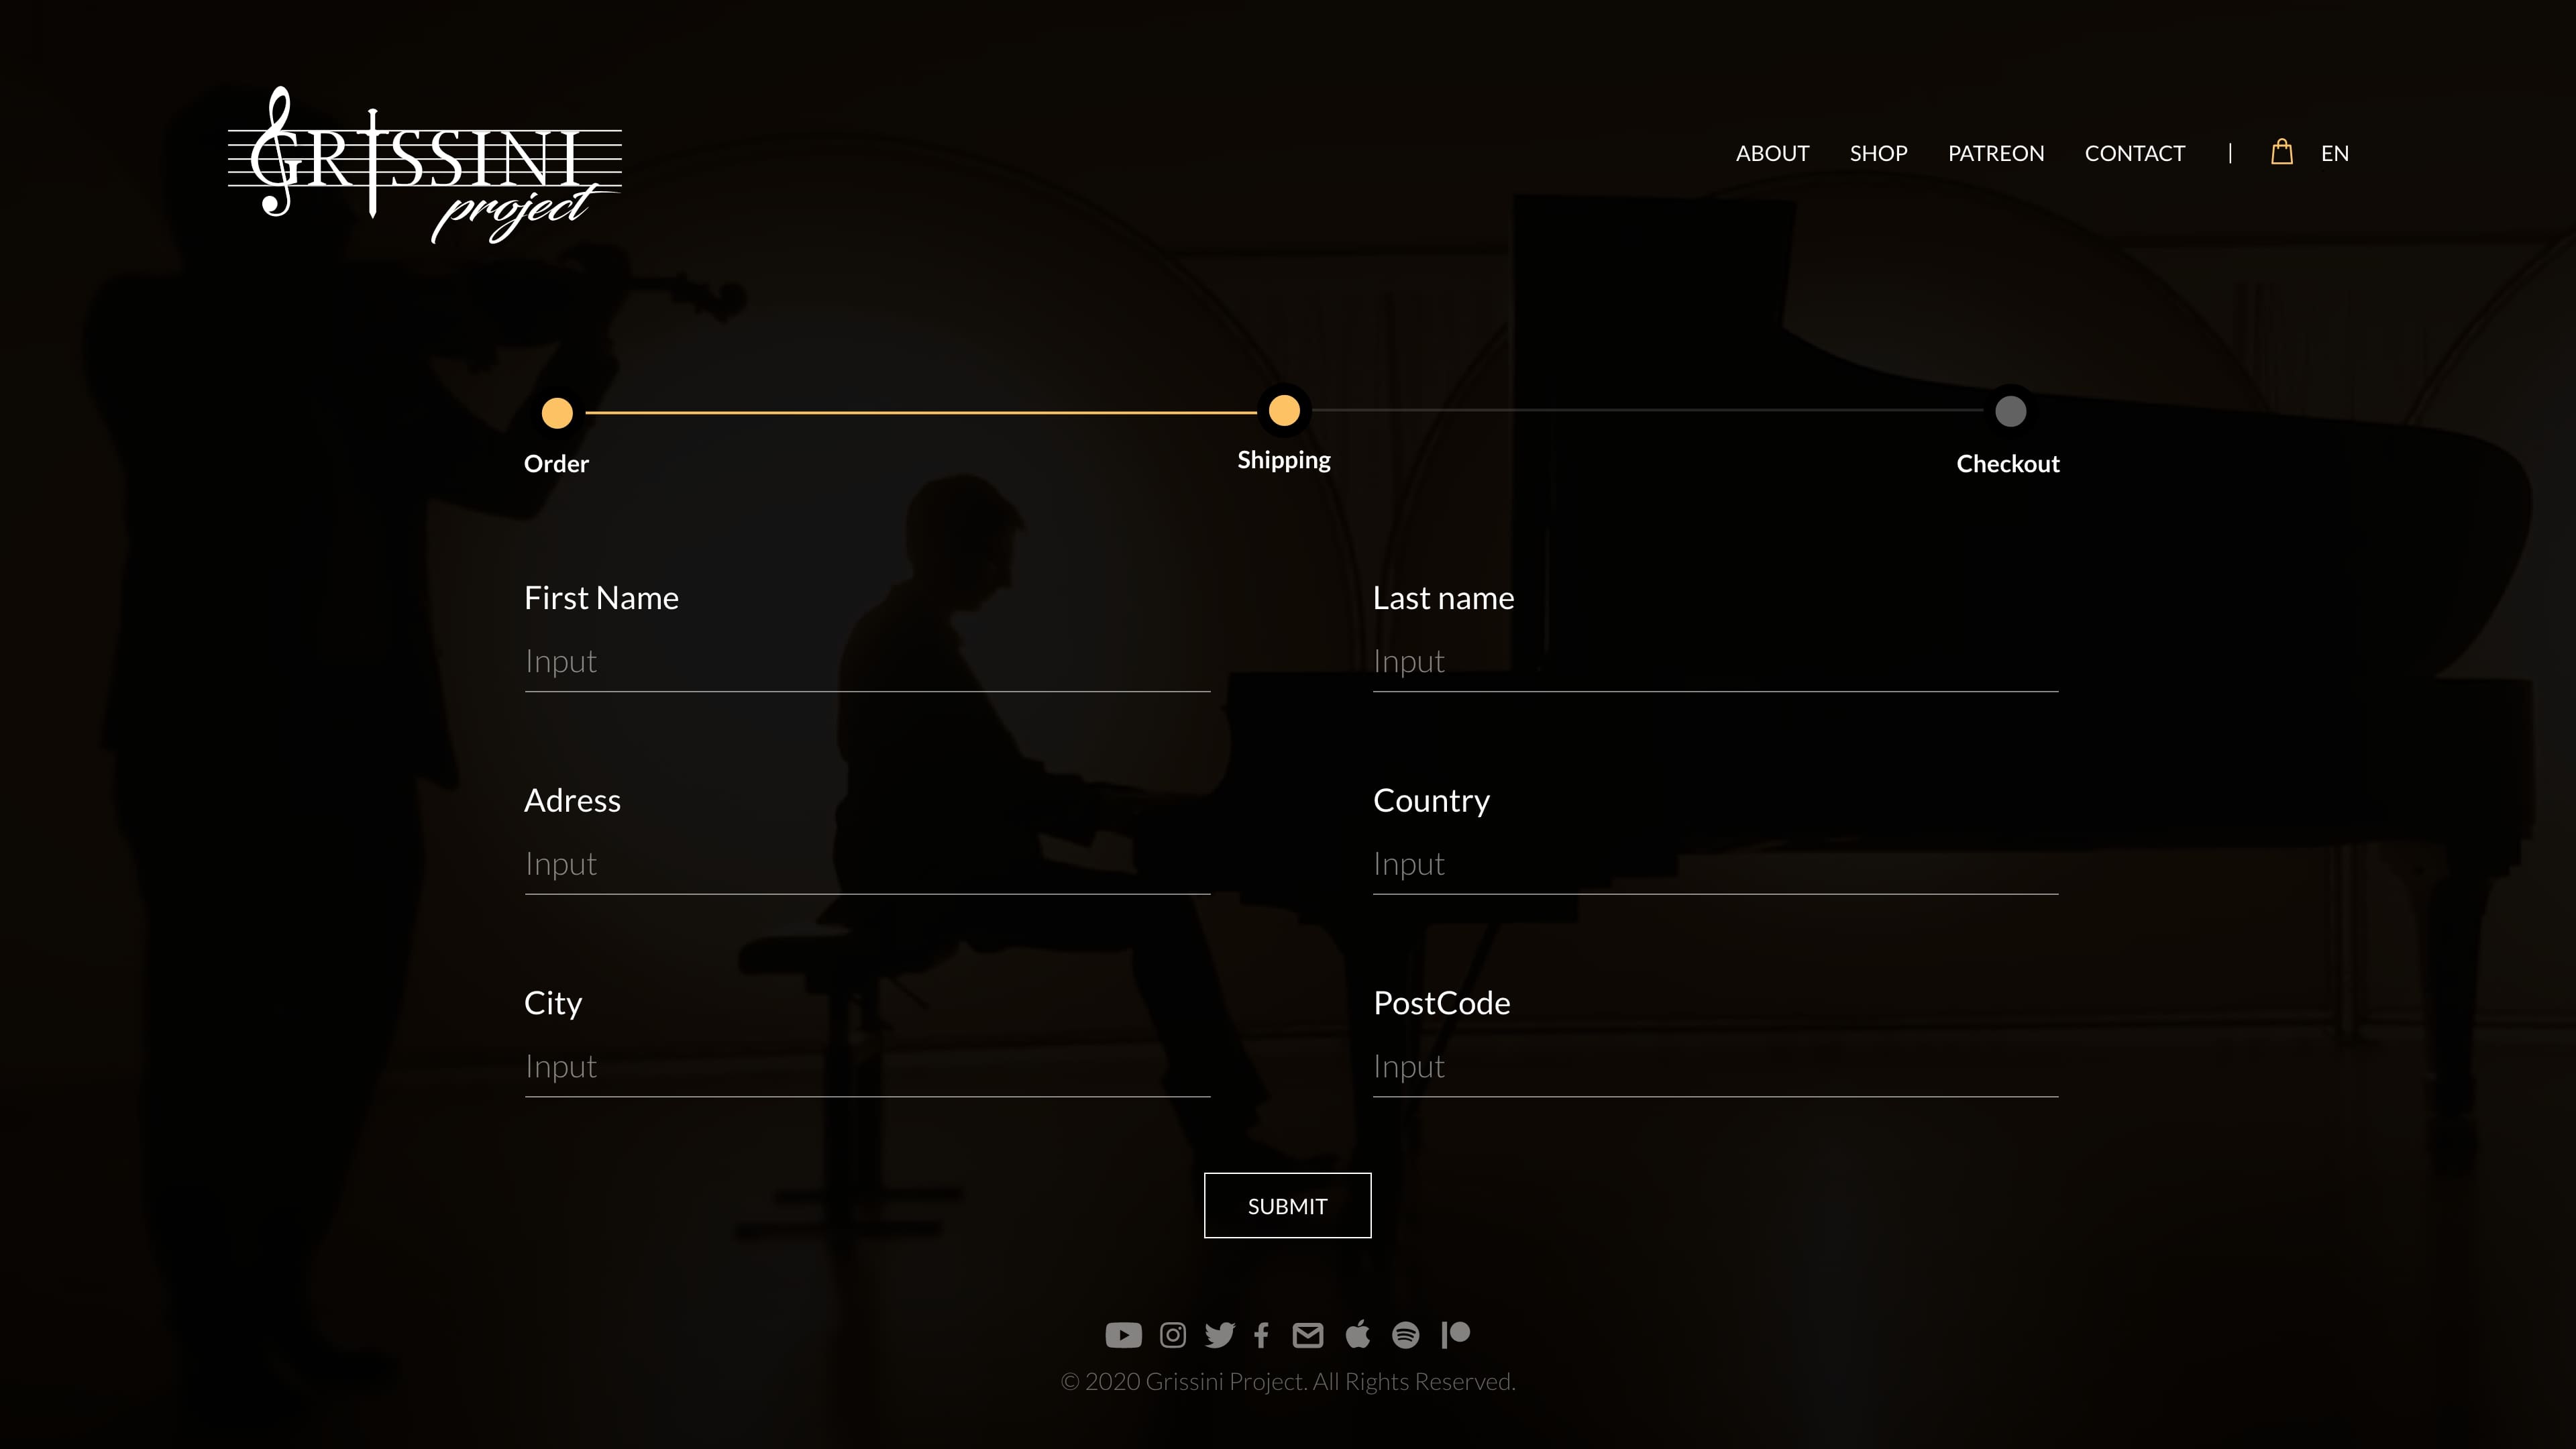 GRISSINI
project
ABOUT SHOP PATREON CONTACT | EN
Order Shipping Checkout
First Name Last name
Input Input
Adress Country
Input Input
City PostCode
Input Input
SUBMIT
© 2020 Grissini Project. All Rights Reserved.